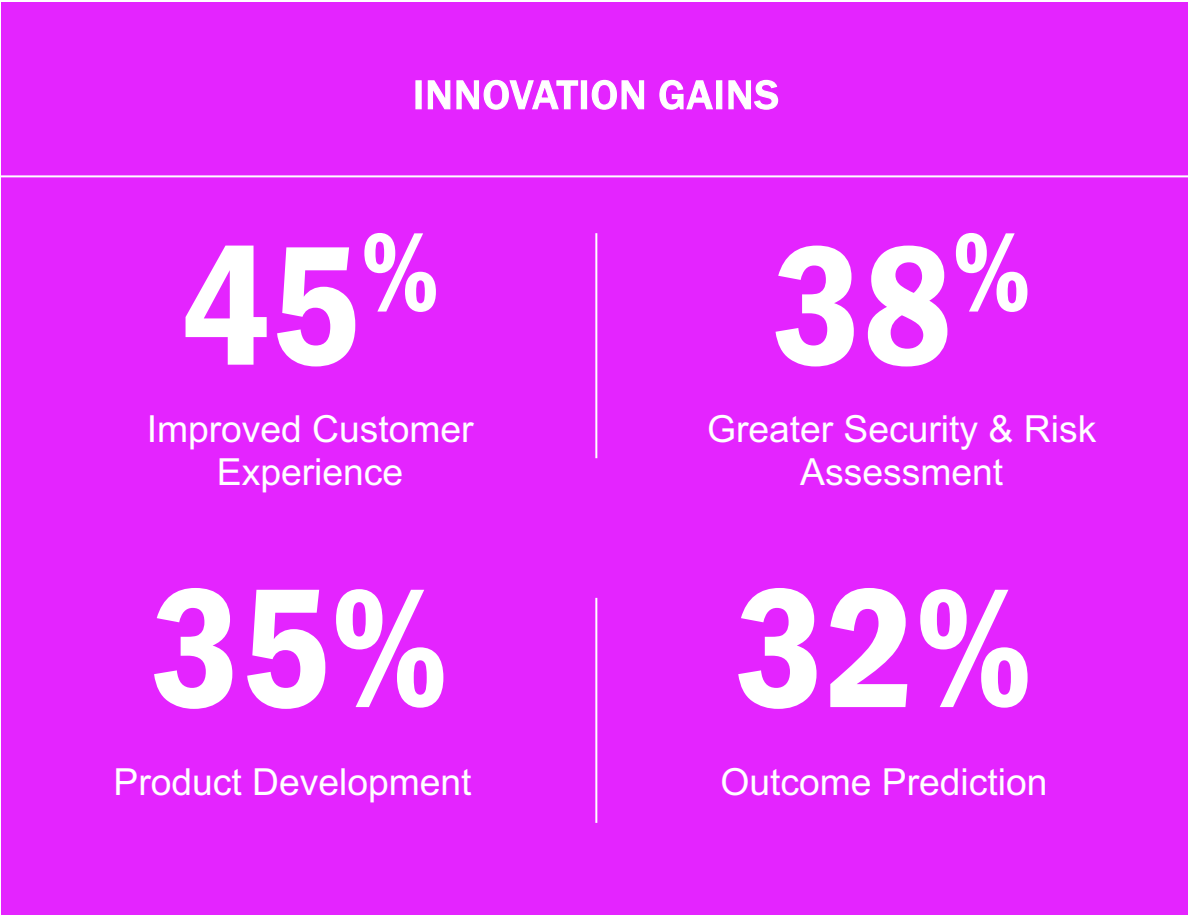 INNOVATION GAINS
45%
38%
Improved Customer
Experience
Greater Security & Risk
Assessment
35%
32%
Product Development
Outcome Prediction